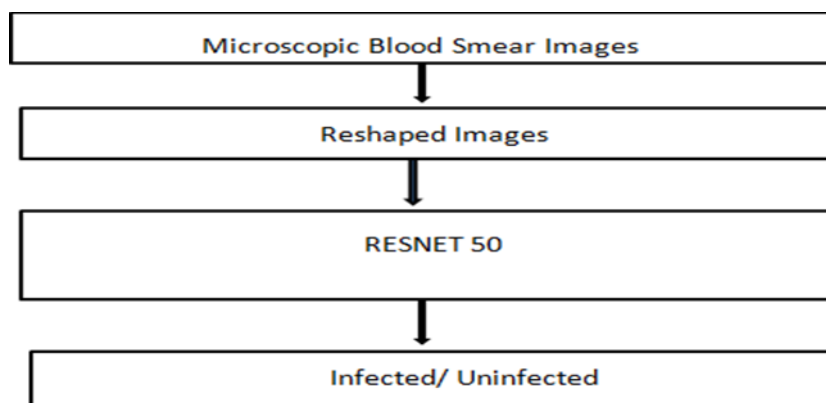 Microscopic Blood Smear Images
Reshaped Images
RESNET 50
Infected/ Uninfected